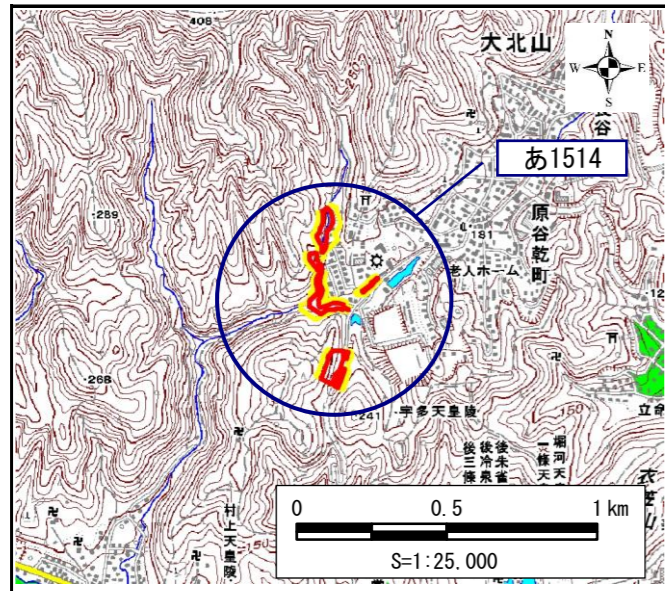 408
大北山
N
W E
S
長谷
あ1514
289
181
原谷乾町
老人ホーム
12
268
241
宇多天皇陵
150
立命
後朱雀
後冷泉
後三條
堀河天
一條天
衣笠山
村上天皇陵
150
0 0.5 1km
S=1:25,000